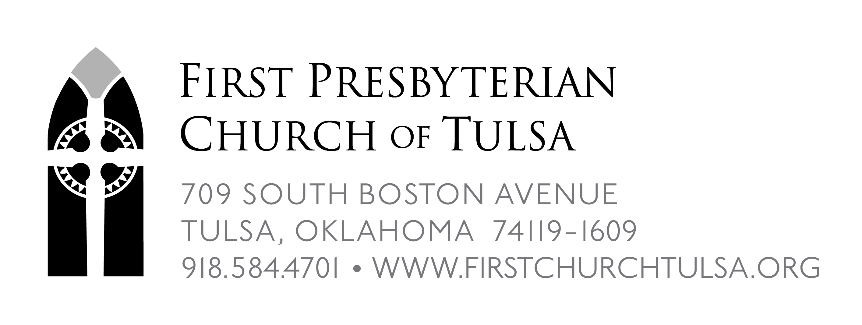 First Presbyterian
Church of Tulsa
709 SOUTH BOSTON AVENUE
TULSA, OKLAHOMA 74119-1609
918.584.4701 • WWW.FIRSTCHURCHTULSA.ORG